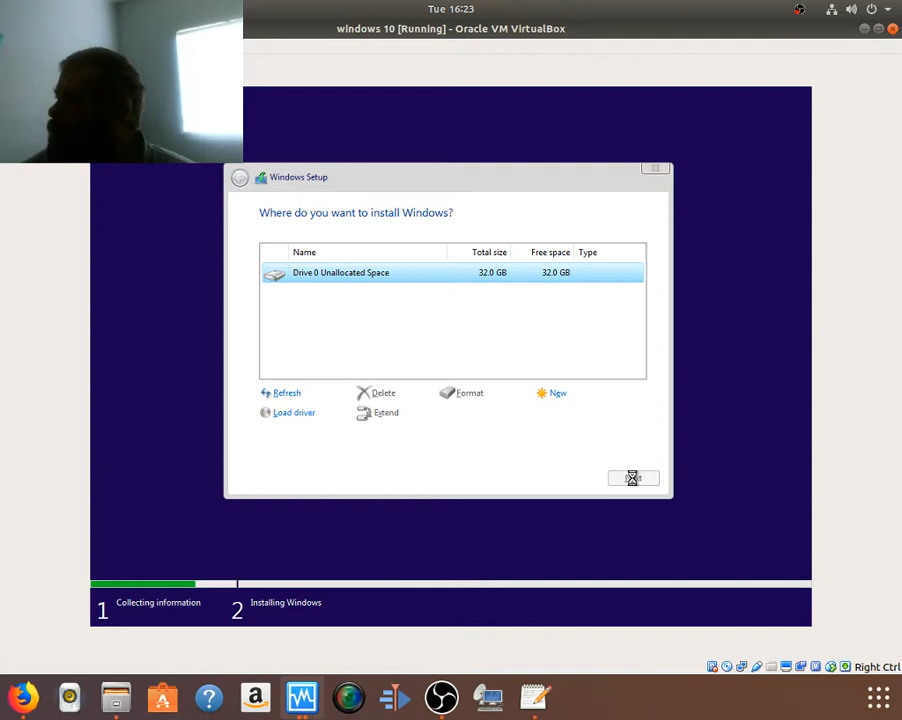 Tue 16:23
windows 10 [Running] - Oracle VM VirtualBox
Windows Setup
Where do you want to install Windows?
Name Total size Free space Type
Drive 0 Unallocated Space 32.0 GB 32.0 GB
Refresh Delete Format New
Load driver Extend
1 Collecting information 2 Installing Windows
Right Ctrl